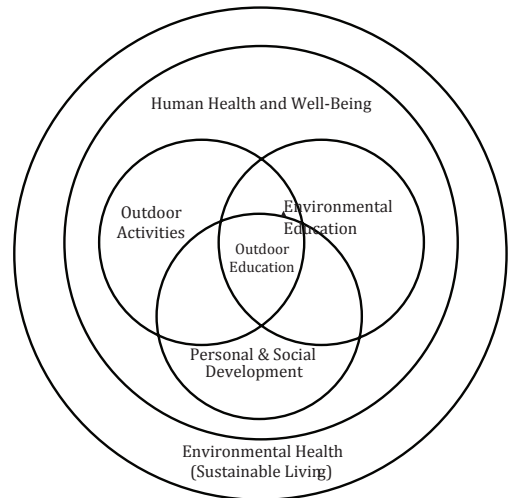 Human Health and Well-Being
Outdoor
Activities
Environmental
Education
Outdoor
Education
Personal & Social
Development
Environmental Health
(Sustainable Living)